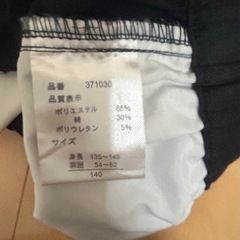 品番 371030
品質表示
ポリエステル 65%
綿 30%
ポリウレタン 5%
サイズ
身長 135~145
胴囲 54~62
140